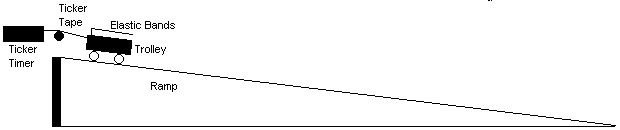 Ticker
Tape
Elastic Bands
Ticker
Timer
Trolley
Ramp